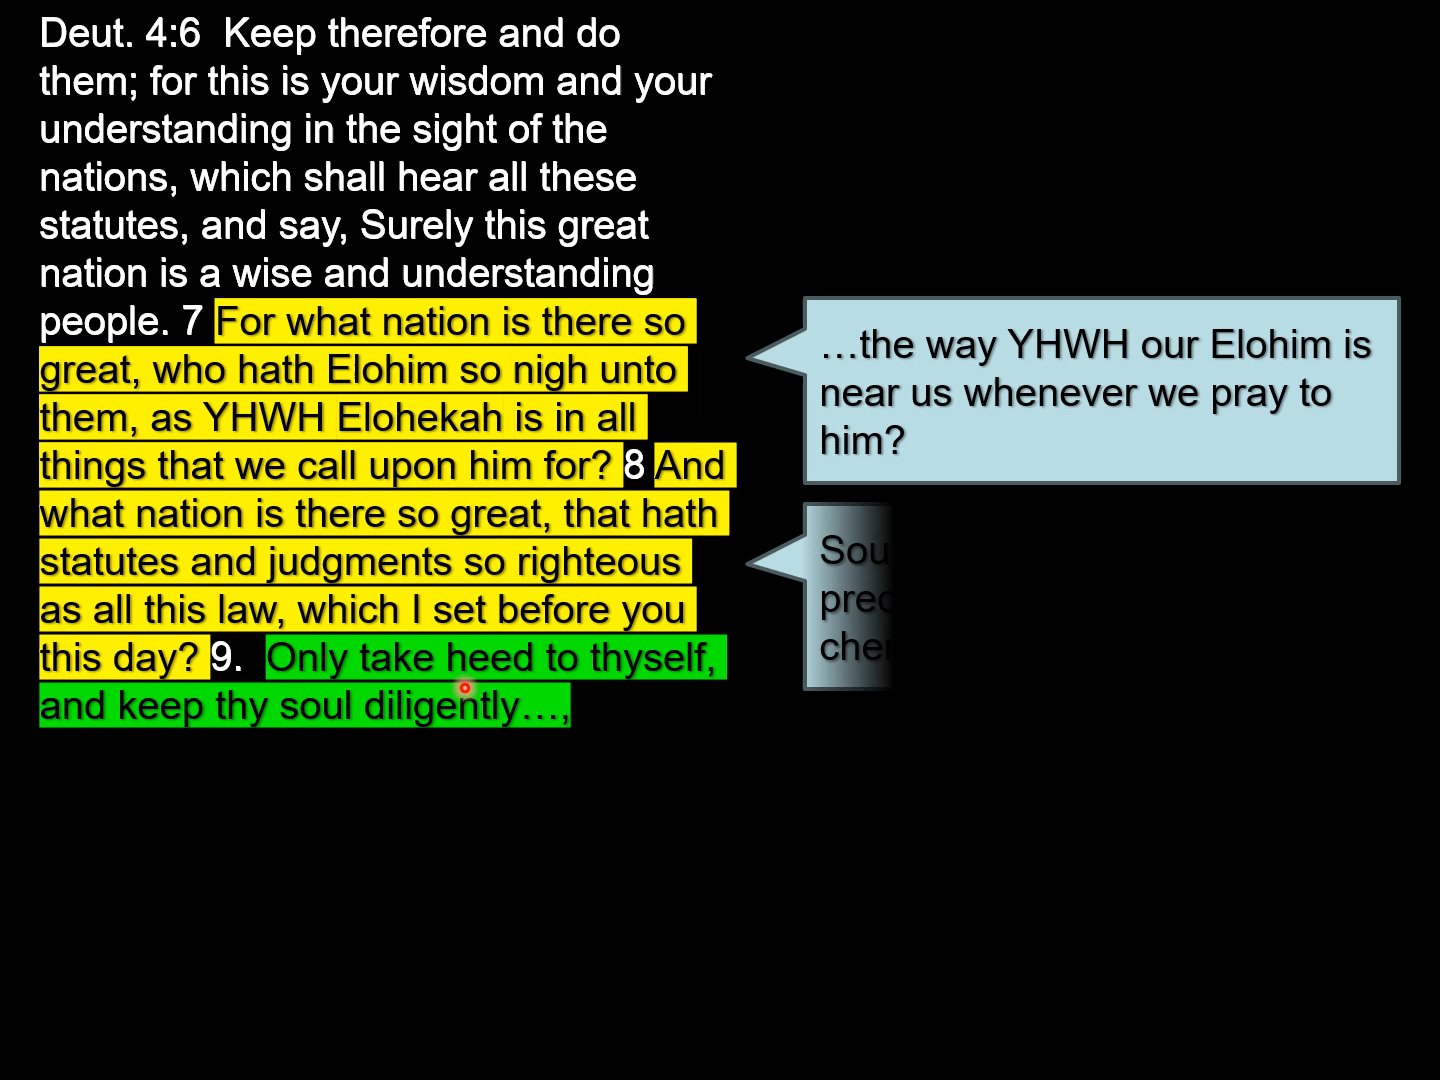 Deut. 4:6  Keep therefore and do
them; for this is your wisdom and your
understanding in the sight of the
nations, which shall hear all these
statutes, and say, Surely this great
nation is a wise and understanding
people. 7 For what nation is there so
great, who hath Elohim so nigh unto
them, as YHWH Elohekah is in all
things that we call upon him for? 8 And
what nation is there so great, that hath
statutes and judgments so righteous
as all this law, which I set before you
this day? 9.  Only take heed to thyself,
and keep thy soul diligently…,
…the way YHWH our Elohim is
near us whenever we pray to
him?